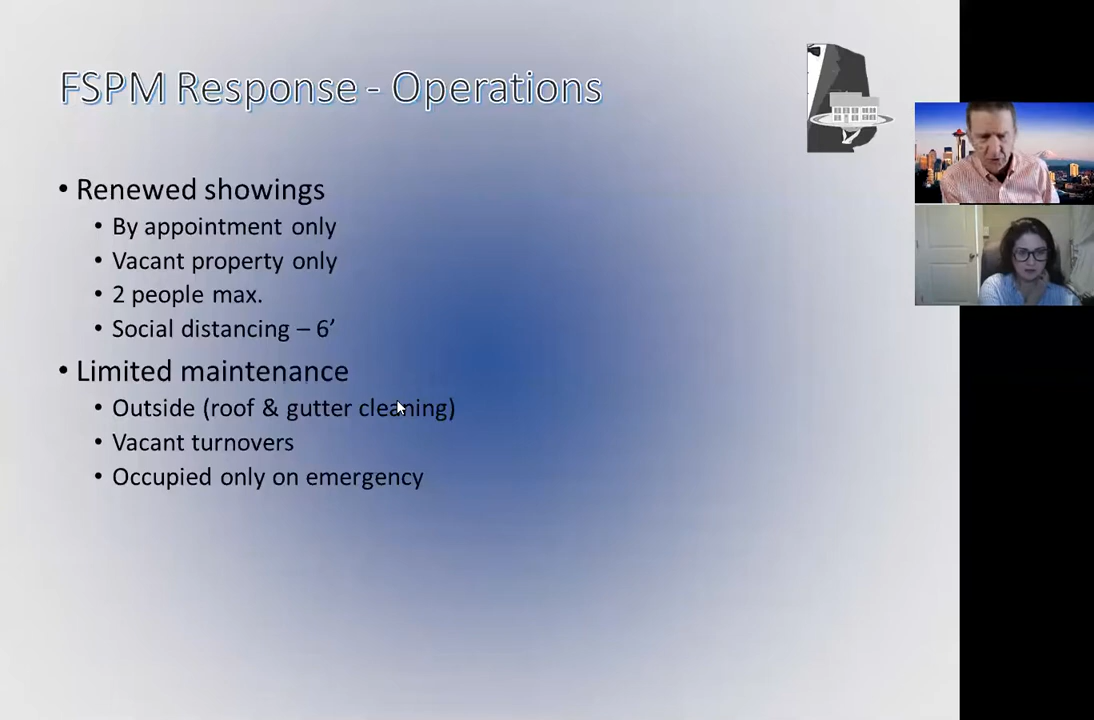 FSPM Response - Operations
• Renewed showings
• By appointment only
• Vacant property only
• 2 people max.
• Social distancing – 6’
• Limited maintenance
• Outside (roof & gutter cleaning)
• Vacant turnovers
• Occupied only on emergency